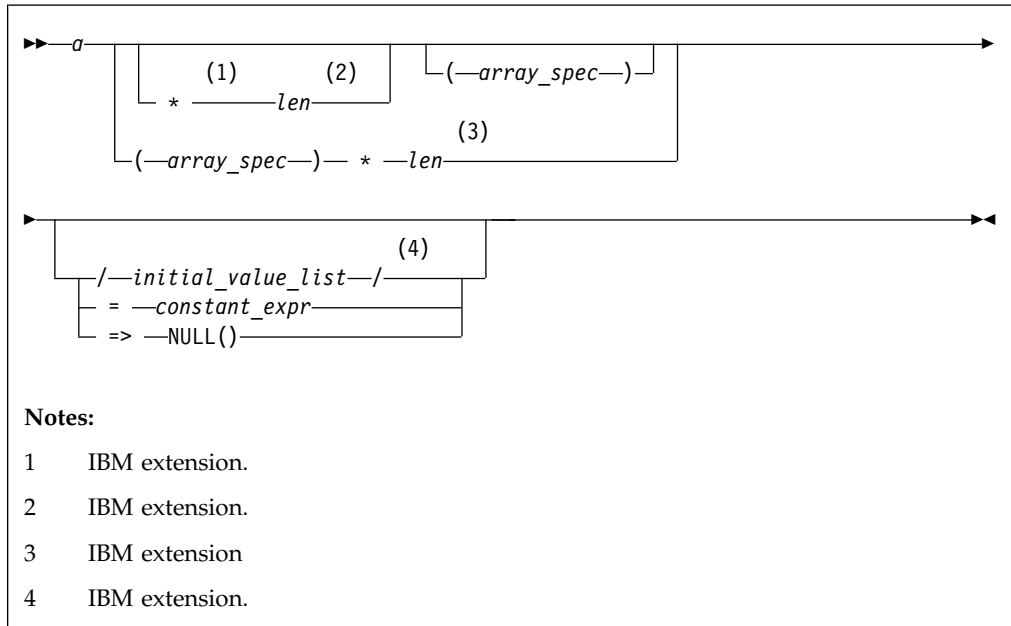 a
(1) (2) ( array_spec )
* len
(3)
( array_spec ) * len
(4)
/ initial_value_list /
= constant_expr
=> NULL()
Notes:
1 IBM extension.
2 IBM extension.
3 IBM extension
4 IBM extension.